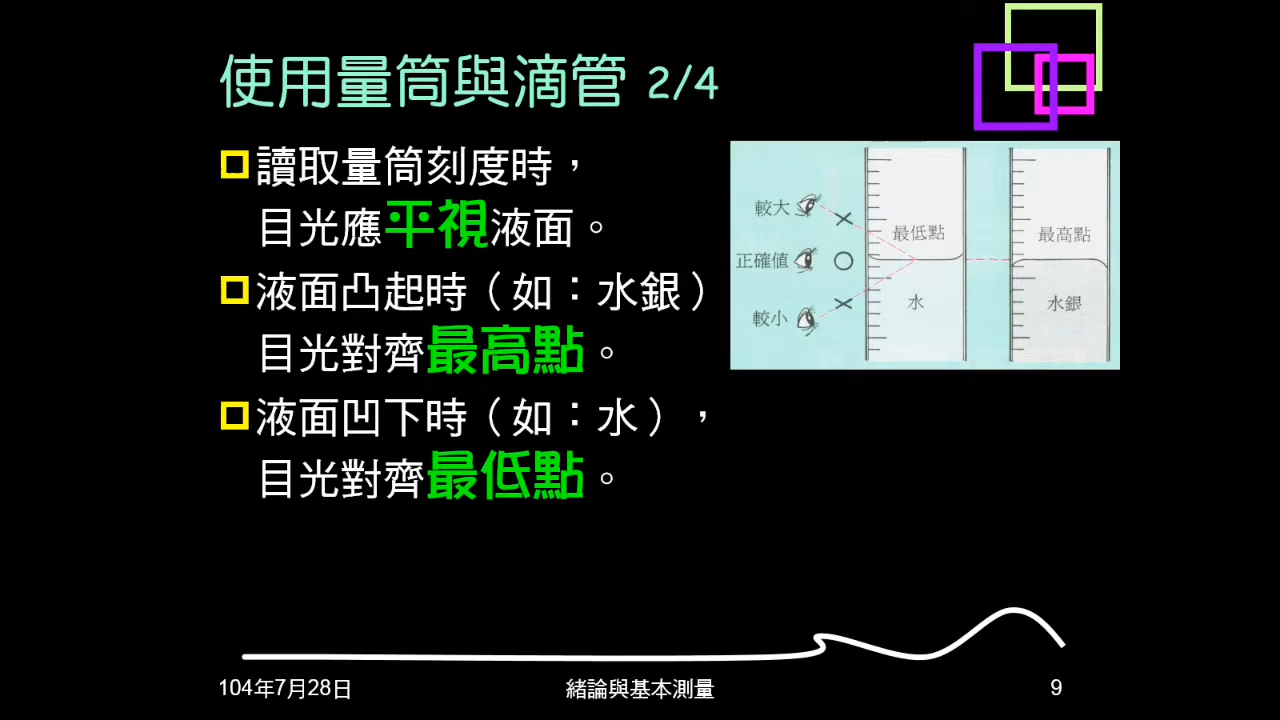 使用量筒與滴管 2/4
讀取量筒刻度時，
目光應平視液面。
液面凸起時（如：水銀）
目光對齊最高點。
液面凹下時（如：水），
目光對齊最低點。
較大
正確值
較小
最低點
水
最高點
水銀
104年7月28日
緒論與基本測量
9